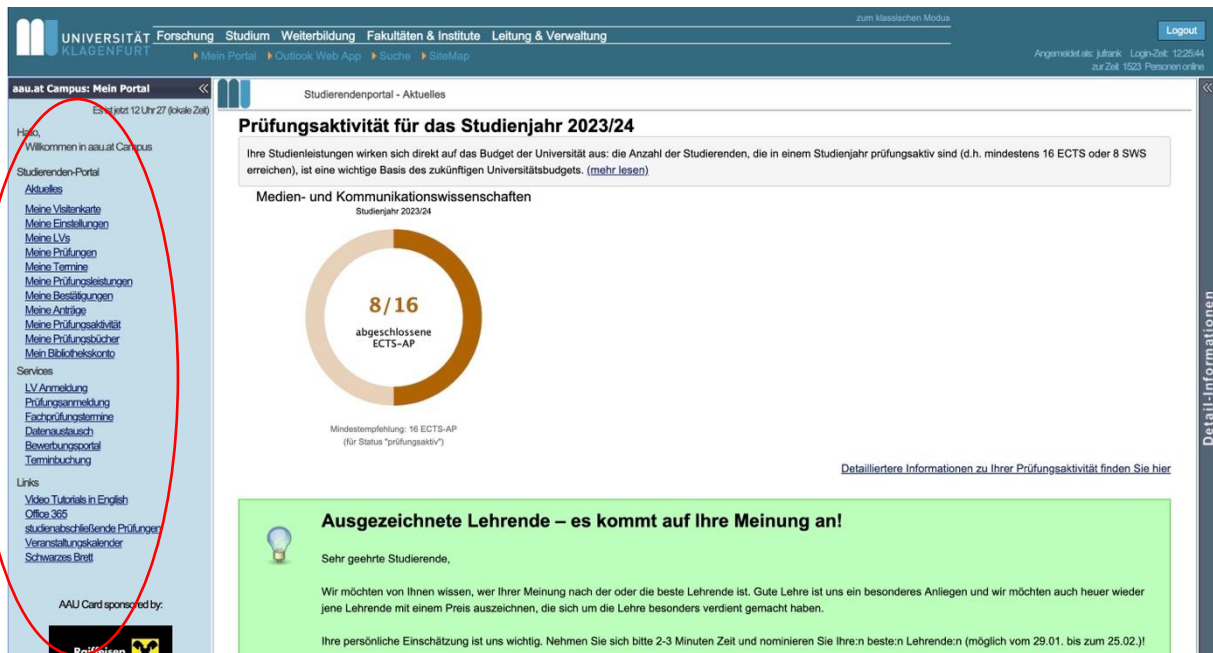 zum klassischen Modus
UNIVERSITÄT
KLAGENFURT
Forschung Studium Weiterbildung Fakultäten & Institute Leitung & Verwaltung
Mein Portal Outlook Web App Suche SiteMap
Logout
Angemeldet als: jufrank Login-Zeit: 12:25:44
zur Zeit 1523 Personen online
aau.at Campus: Mein Portal
Es ist jetzt 12 Uhr 27 (lokale Zeit)
Hallo,
Willkommen in aau.at Campus
Studierenden-Portal
Aktuelles
Meine Visitenkarte
Meine Einstellungen
Meine LVs
Meine Prüfungen
Meine Termine
Meine Prüfungsleistungen
Meine Bestätigungen
Meine Anträge
Meine Prüfungsaktivität
Meine Prüfungsbücher
Mein Bibliothekskonto
Services
LV Anmeldung
Prüfungsanmeldung
Fachprüfungstermine
Datenaustausch
Bewerbungsportal
Terminbuchung
Links
Video Tutorials in English
Office 365
studienabschließende Prüfungen
Veranstaltungskalender
Schwarzes Brett
AAU Card sponsored by:
Raiffeisen
Studierendenportal - Aktuelles
Prüfungsaktivität für das Studienjahr 2023/24
Ihre Studienleistungen wirken sich direkt auf das Budget der Universität aus: die Anzahl der Studierenden, die in einem Studienjahr prüfungsaktiv sind (d.h. mindestens 16 ECTS oder 8 SWS
erreichen), ist eine wichtige Basis des zukünftigen Universitätsbudgets. (mehr lesen)
Medien- und Kommunikationswissenschaften
Studienjahr 2023/24
8/16
abgeschlossene
ECTS-AP
Mindestempfehlung: 16 ECTS-AP
(für Status "prüfungsaktiv")
Detailliertere Informationen zu Ihrer Prüfungsaktivität finden Sie hier
Ausgezeichnete Lehrende – es kommt auf Ihre Meinung an!
Sehr geehrte Studierende,
Wir möchten von Ihnen wissen, wer Ihrer Meinung nach der oder die beste Lehrende ist. Gute Lehre ist uns ein besonderes Anliegen und wir möchten auch heuer wieder
jene Lehrende mit einem Preis auszeichnen, die sich um die Lehre besonders verdient gemacht haben.
Ihre persönliche Einschätzung ist uns wichtig. Nehmen Sie sich bitte 2-3 Minuten Zeit und nominieren Sie Ihre:n beste:n Lehrende:n (möglich vom 29.01. bis zum 25.02.)!
Detail-Informationen